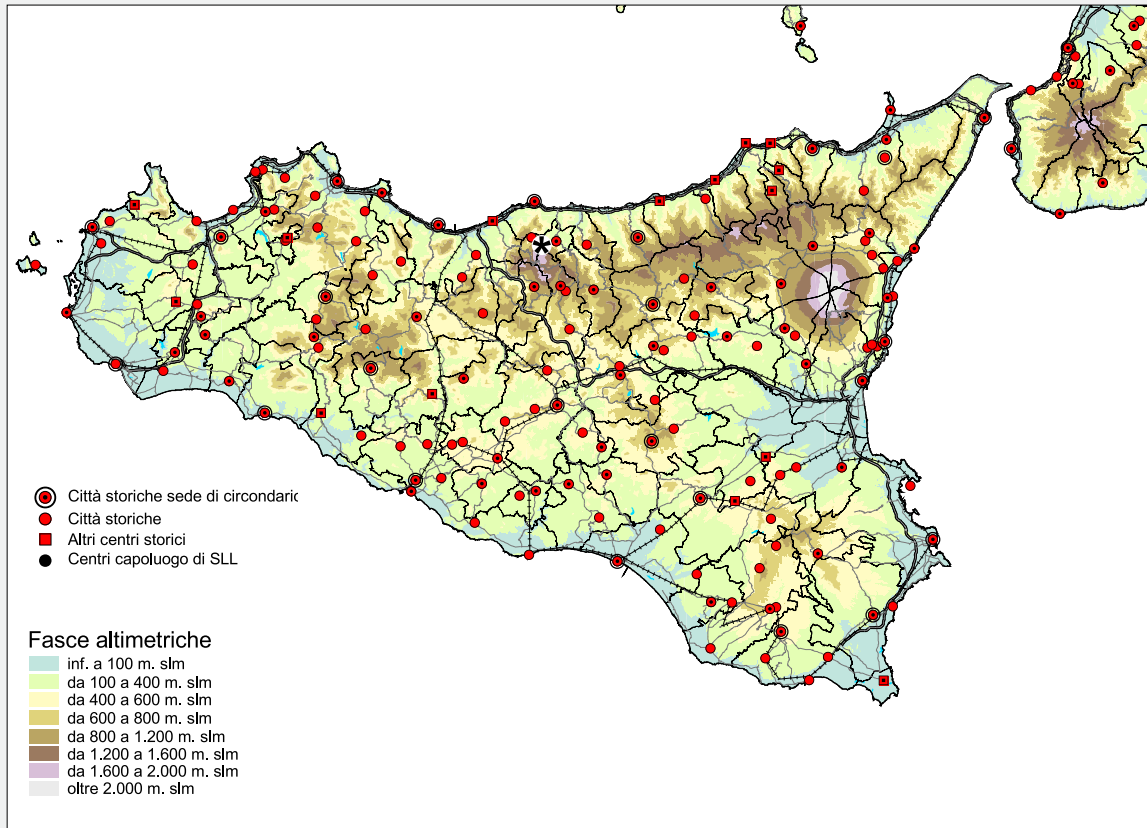 Città storiche sede di circondaric
Città storiche
Altri centri storici
Centri capoluogo di SLL
Fasce altimetriche
inf. a 100 m. slm
da 100 a 400 m. slm
da 400 a 600 m. slm
da 600 a 800 m. slm
da 800 a 1.200 m. slm
da 1.200 a 1.600 m. slm
da 1.600 a 2.000 m. slm
oltre 2.000 m. slm